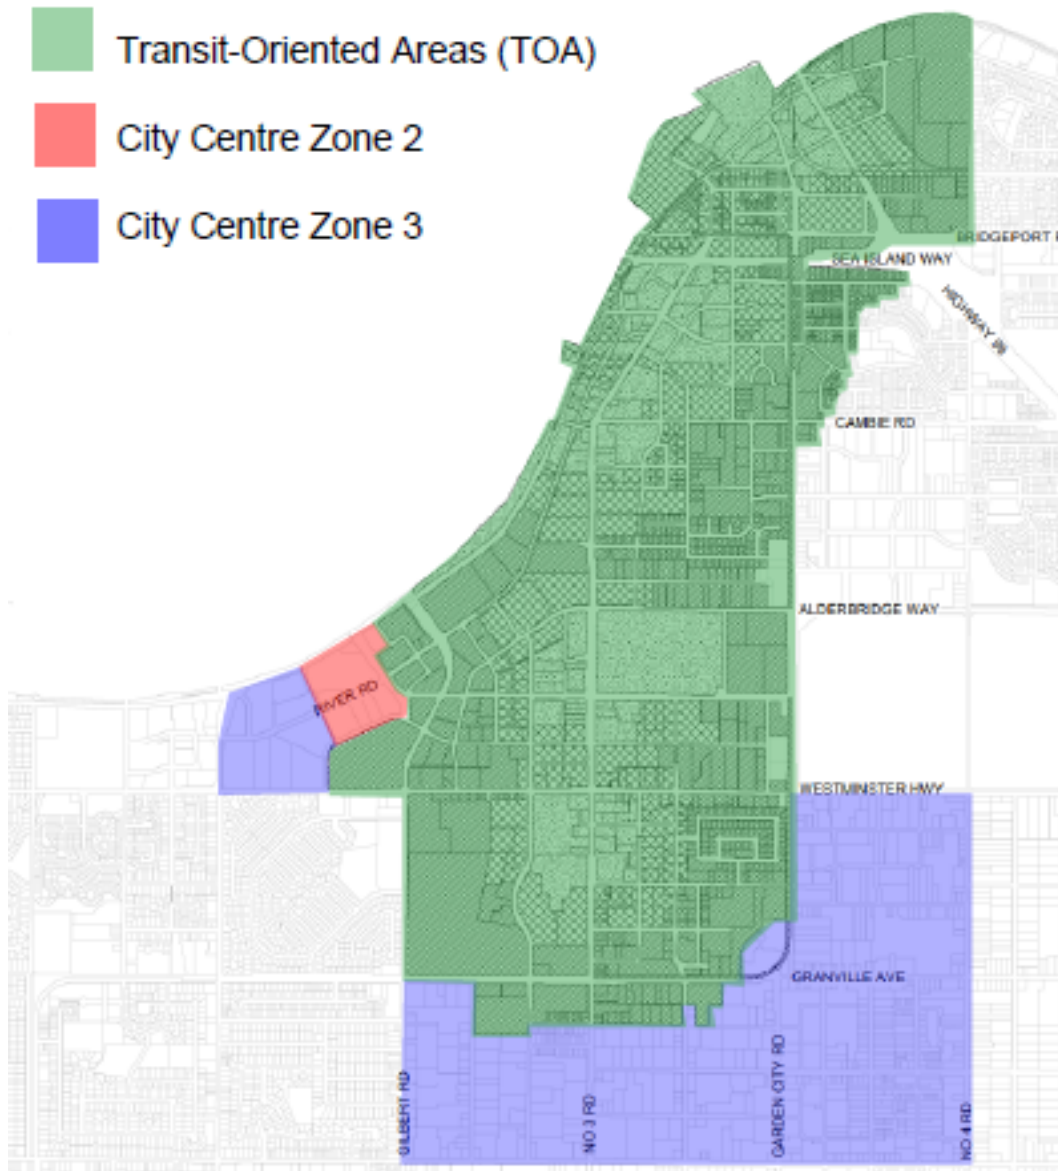 Transit-Oriented Areas (TOA)
City Centre Zone 2
City Centre Zone 3
BRIDGEPORT R
SEA ISLAND WAY
HIGHWAY 99
CAMBIE RD
ALDERBRIDGE WAY
RIVER RD
WESTMINSTER HWY
GRANVILLE AVE
GILBERT RD
NO 3 RD
GARDEN CITY RD
NO 4 RD